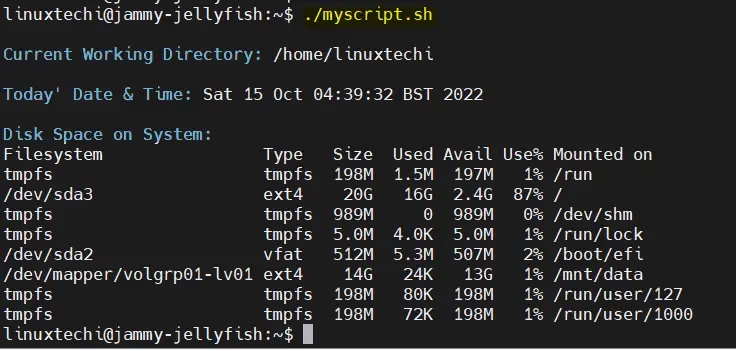 linuxtechi@jammy-jellyfish:~$ ./myscript.sh
Current Working Directory: /home/linuxtechi
Today' Date & Time: Sat 15 Oct 04:39:32 BST 2022
Disk Space on System:
Filesystem                   Type   Size  Used Avail Use% Mounted on
tmpfs                        tmpfs  198M  1.5M  197M   1% /run
/dev/sda3                    ext4    20G   16G  2.4G  87% /
tmpfs                        tmpfs  989M     0  989M   0% /dev/shm
tmpfs                        tmpfs  5.0M  4.0K  5.0M   1% /run/lock
/dev/sda2                    vfat   512M  5.3M  507M   2% /boot/efi
/dev/mapper/volgrp01-lv01 ext4    14G   24K   13G   1% /mnt/data
tmpfs                        tmpfs  198M   80K  198M   1% /run/user/127
tmpfs                        tmpfs  198M   72K  198M   1% /run/user/1000
linuxtechi@jammy-jellyfish:~$